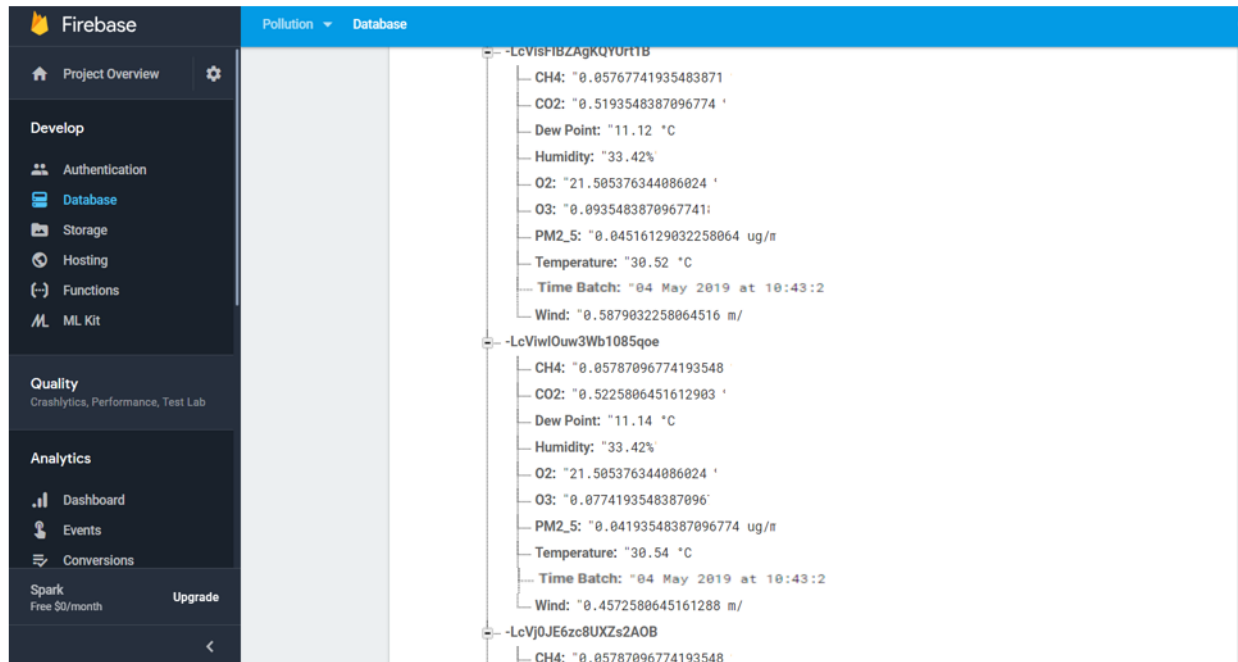 Firebase
Project Overview
Develop
Authentication
Database
Storage
Hosting
Functions
ML Kit
Quality
Crashlytics, Performance, Test Lab
Analytics
Dashboard
Events
Conversions
Spark
Free $0/month
Upgrade
Pollution
Database
CH4: "0.05767741935483871
CO2: "0.5193548387096774 '
Dew Point: "11.12 °C
Humidity: "33.42%
O2: "21.505376344086024 '
O3: "0.093548387096774
PM2_5: "0.04516129032258064 ug/
Temperature: "30.52 °C
Time Batch: "04 May 2019 at 10:43:2
Wind: "0.5879032258064516 m/
-LcViwlOuw3Wb1085qoe
CH4: "0.05787096774193548
CO2: "0.5225806451612903 '
Dew Point: "11.14 °C
Humidity: "33.42%
O2: "21.505376344086024 '
O3: "0.0774193548387096
PM2_5: "0.04193548387096774 ug/
Temperature: "30.54 °C
Time Batch: "04 May 2019 at 10:43:2
Wind: "0.4572580645161288 m/
-LcVj0JE6zc8UXZs2AOB
CH4: "0.05787096774193548